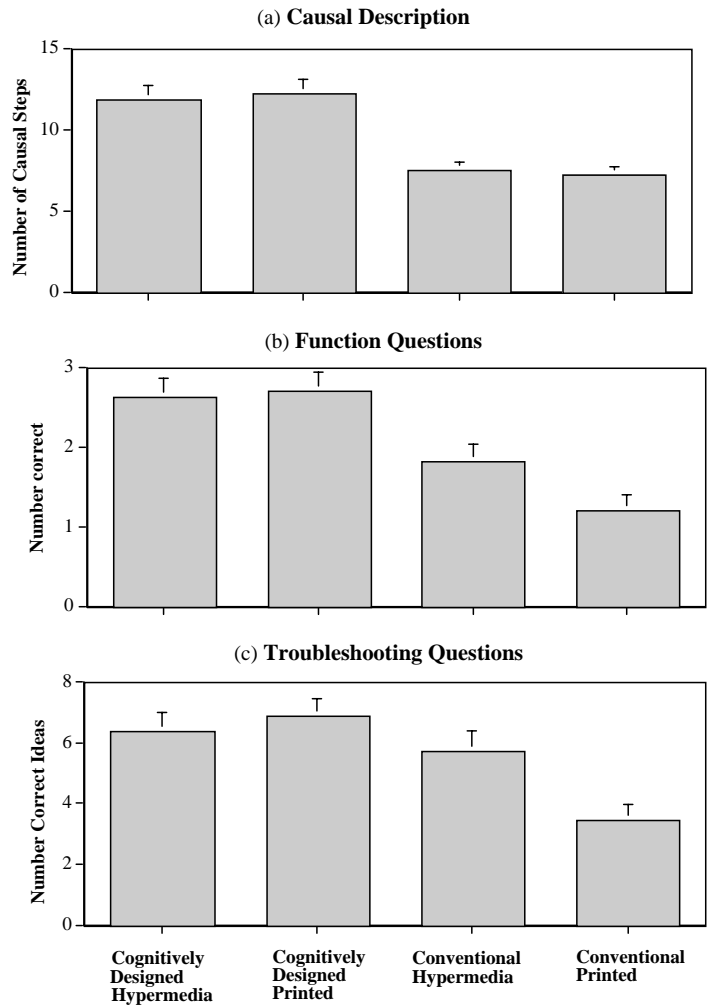 (a) Causal Description
15
10
5
0
Number of Causal Steps
(b) Function Questions
3
2
1
0
Number correct
(c) Troubleshooting Questions
8
6
4
2
0
Number Correct Ideas
Cognitively
Designed
Hypermedia
Cognitively
Designed
Printed
Conventional
Hypermedia
Conventional
Printed